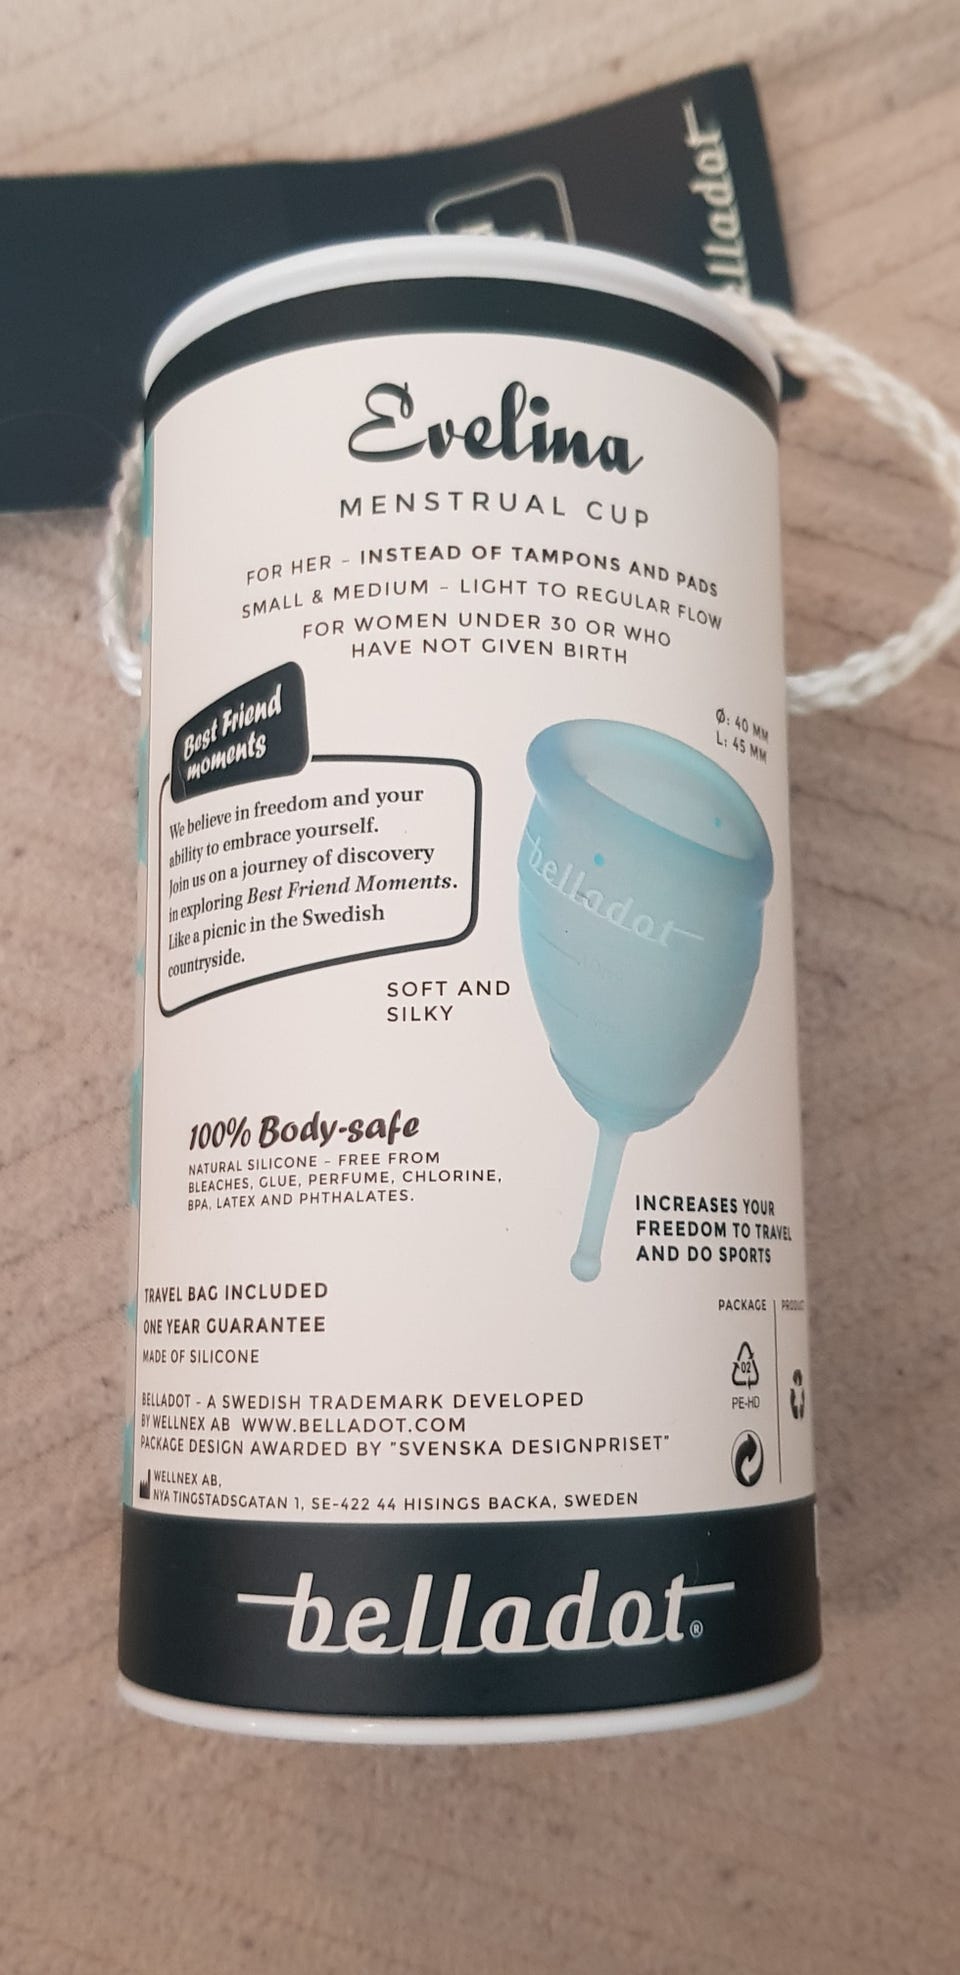 belladot
Evelina
MENSTRUAL CUP
FOR HER - INSTEAD OF TAMPONS AND PADS
SMALL & MEDIUM - LIGHT TO REGULAR FLOW
FOR WOMEN UNDER 30 OR WHO
HAVE NOT GIVEN BIRTH
Best Friend
moments
We believe in freedom and your
ability to embrace yourself.
Join us on a journey of discovery
in exploring Best Friend Moments.
Like a picnic in the Swedish
countryside.
Ø: 40 MM
L: 45 MM
belladot
SOFT AND
SILKY
100% Body-safe
NATURAL SILICONE - FREE FROM
BLEACHES, GLUE, PERFUME, CHLORINE,
BPA, LATEX AND PHTHALATES.
INCREASES YOUR
FREEDOM TO TRAVEL
AND DO SPORTS
TRAVEL BAG INCLUDED
ONE YEAR GUARANTEE
MADE OF SILICONE
PACKAGE
PRODUCT
02
PE-HD
BELLADOT - A SWEDISH TRADEMARK DEVELOPED
BY WELLNEX AB WWW.BELLADOT.COM
PACKAGE DESIGN AWARDED BY "SVENSKA DESIGNPRISET"
WELLNEX AB,
NYA TINGSTADSGATAN 1, SE-422 44 HISINGS BACKA, SWEDEN
belladot®